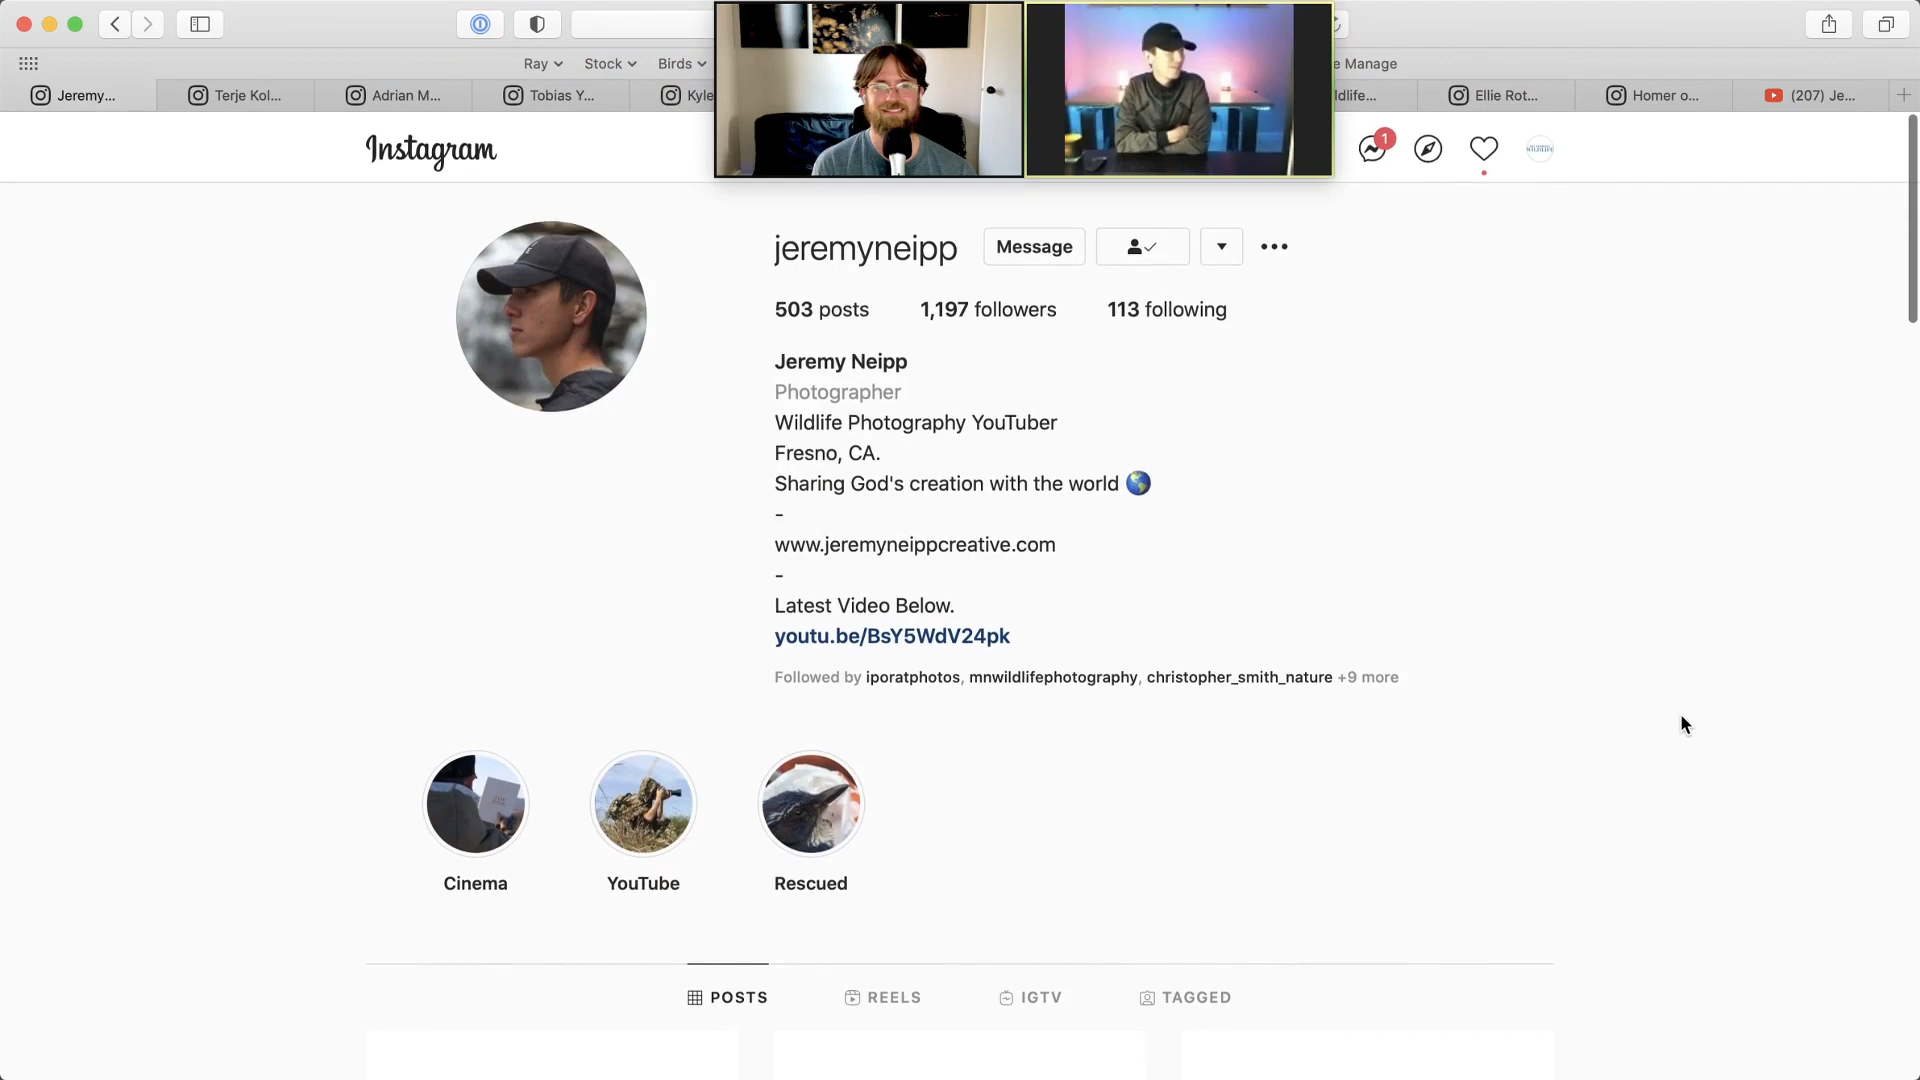 Ray
Stock
Birds
e Manage
Jeremy...
Terje Kol...
Adrian M...
Tobias Y...
Kyle
ldlife...
Ellie Rot...
Homer o...
(207) Je...
Instagram
1
jeremyneipp
Message
503 posts
1,197 followers
113 following
Jeremy Neipp
Photographer
Wildlife Photography YouTuber
Fresno, CA.
Sharing God's creation with the world 🌎
-
www.jeremyneippcreative.com
-
Latest Video Below.
youtu.be/BsY5WdV24pk
Followed by iporatphotos, mnwildlifephotography, christopher_smith_nature +9 more
Cinema
YouTube
Rescued
POSTS
REELS
IGTV
TAGGED